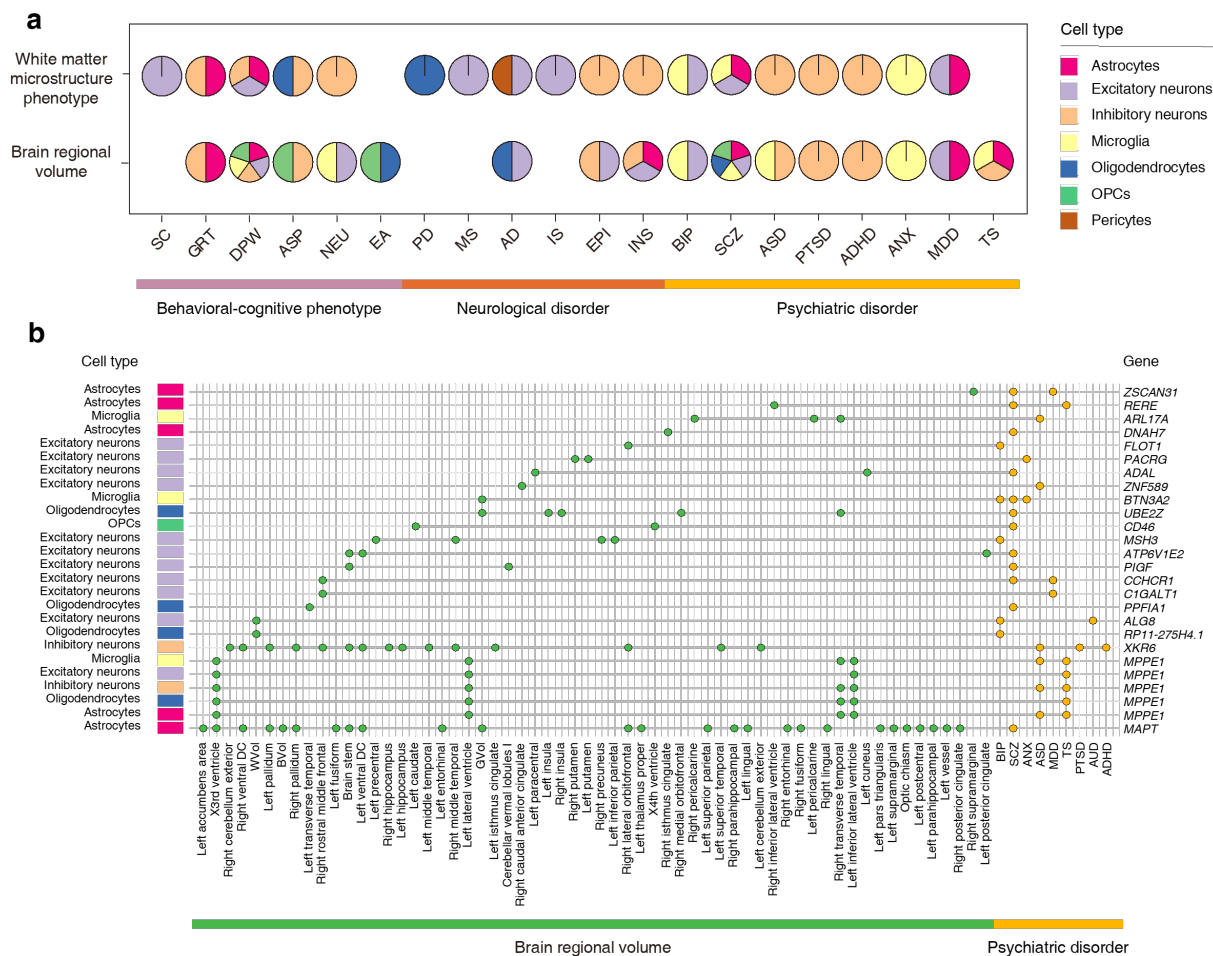 a
White matter
microstructure
phenotype
Brain regional
volume
SC
GRT
DPW
ASP
NEU
EA
PD
MS
AD
IS
EPI
INS
BIP
SCZ
ASD
PTSD
ADHD
ANX
MDD
TS
Behavioral-cognitive phenotype
Neurological disorder
Psychiatric disorder
Cell type
Astrocytes
Excitatory neurons
Inhibitory neurons
Microglia
Oligodendrocytes
OPCs
Pericytes
b
Cell type
Gene
Astrocytes ZSCAN31
Astrocytes RERE
Microglia ARL17A
Astrocytes DNAH7
Excitatory neurons FLOT1
Excitatory neurons PACRG
Excitatory neurons ADAL
Excitatory neurons ZNF589
Microglia BTN3A2
Oligodendrocytes UBE2Z
OPCs CD46
Excitatory neurons MSH3
Excitatory neurons ATP6V1E2
Excitatory neurons PIGF
Excitatory neurons CCHCR1
Excitatory neurons C1GALT1
Oligodendrocytes PPFIA1
Excitatory neurons ALG8
Oligodendrocytes RP11-275H4.1
Inhibitory neurons XKR6
Microglia MPPE1
Excitatory neurons MPPE1
Inhibitory neurons MPPE1
Oligodendrocytes MPPE1
Astrocytes MPPE1
Astrocytes MAPT
Left accumbens area
X3rd ventricle
Right cerebellum exterior
Right ventral DC
WVol
Left pallidum
BVol
Right pallidum
Left transverse temporal
Right rostral middle frontal
Left fusiform
Brain stem
Left ventral DC
Left precentral
Right hippocampus
Left hippocampus
Left caudate
Left middle temporal
Left entorhinal
Right middle temporal
Left lateral ventricle
GVol
Left isthmus cingulate
Cerebellar vermal lobules I
Right caudal anterior cingulate
Left paracentral
Left insula
Right insula
Right putamen
Left putamen
Right precuneus
Left inferior parietal
Right lateral orbitofrontal
Left thalamus proper
X4th ventricle
Right isthmus cingulate
Right medial orbitofrontal
Right pericalcarine
Left superior parietal
Left superior temporal
Right parahippocampal
Left lingual
Left cerebellum exterior
Right inferior lateral ventricle
Right entorhinal
Right fusiform
Left pericalcarine
Right lingual
Right transverse temporal
Left inferior lateral ventricle
Left cuneus
Left pars triangularis
Left supramarginal
Optic chiasm
Left postcentral
Left parahippocampal
Left vessel
Right posterior cingulate
Right supramarginal
Left posterior cingulate
BIP
SCZ
ANX
ASD
MDD
TS
PTSD
AUD
ADHD
Brain regional volume
Psychiatric disorder